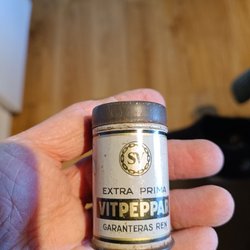 SV
EXTRA PRIMA
VITPEPPAR
GARANTERAS REN